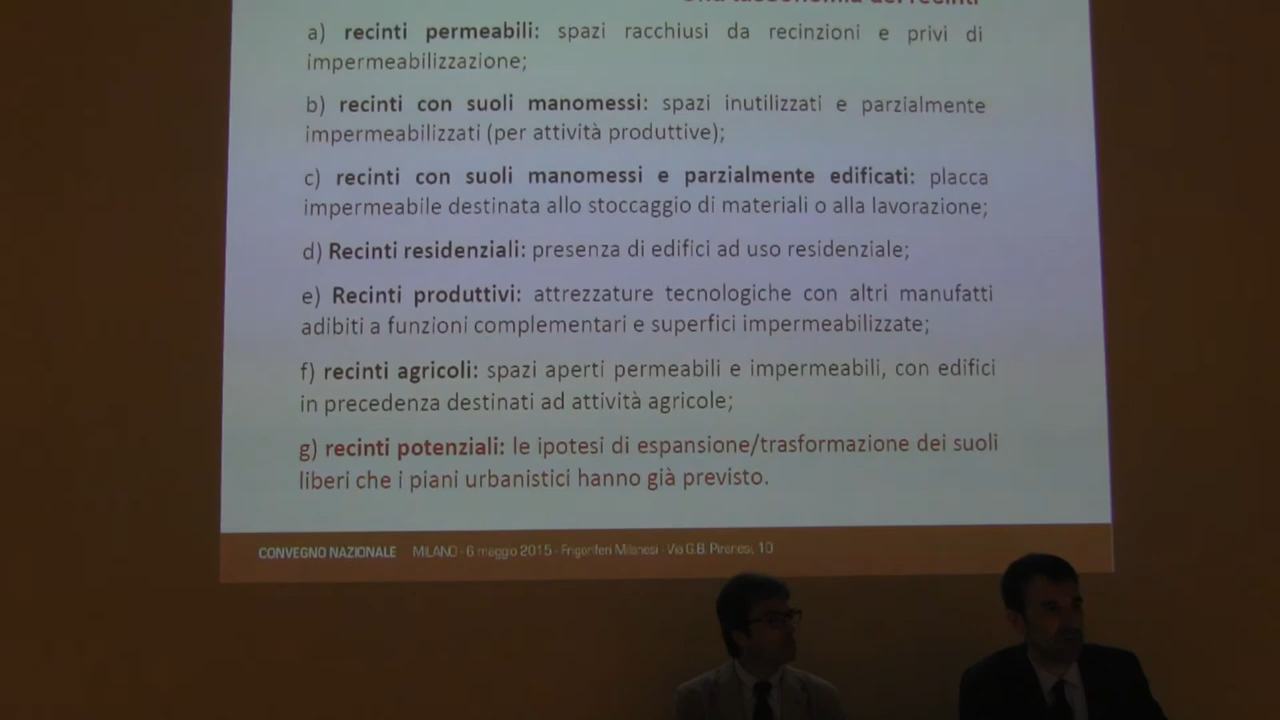 Una tassonomia dei recinti
a) recinti permeabili: spazi racchiusi da recinzioni e privi di
impermeabilizzazione;
b) recinti con suoli manomessi: spazi inutilizzati e parzialmente
impermeabilizzati (per attività produttive);
c) recinti con suoli manomessi e parzialmente edificati: placca
impermeabile destinata allo stoccaggio di materiali o alla lavorazione;
d) Recinti residenziali: presenza di edifici ad uso residenziale;
e) Recinti produttivi: attrezzature tecnologiche con altri manufatti
adibiti a funzioni complementari e superfici impermeabilizzate;
f) recinti agricoli: spazi aperti permeabili e impermeabili, con edifici
in precedenza destinati ad attività agricole;
g) recinti potenziali: le ipotesi di espansione/trasformazione dei suoli
liberi che i piani urbanistici hanno già previsto.
CONVEGNO NAZIONALE MILANO - 6 maggio 2015 - Frigoriferi Milanesi - Via G.B. Piranesi, 10